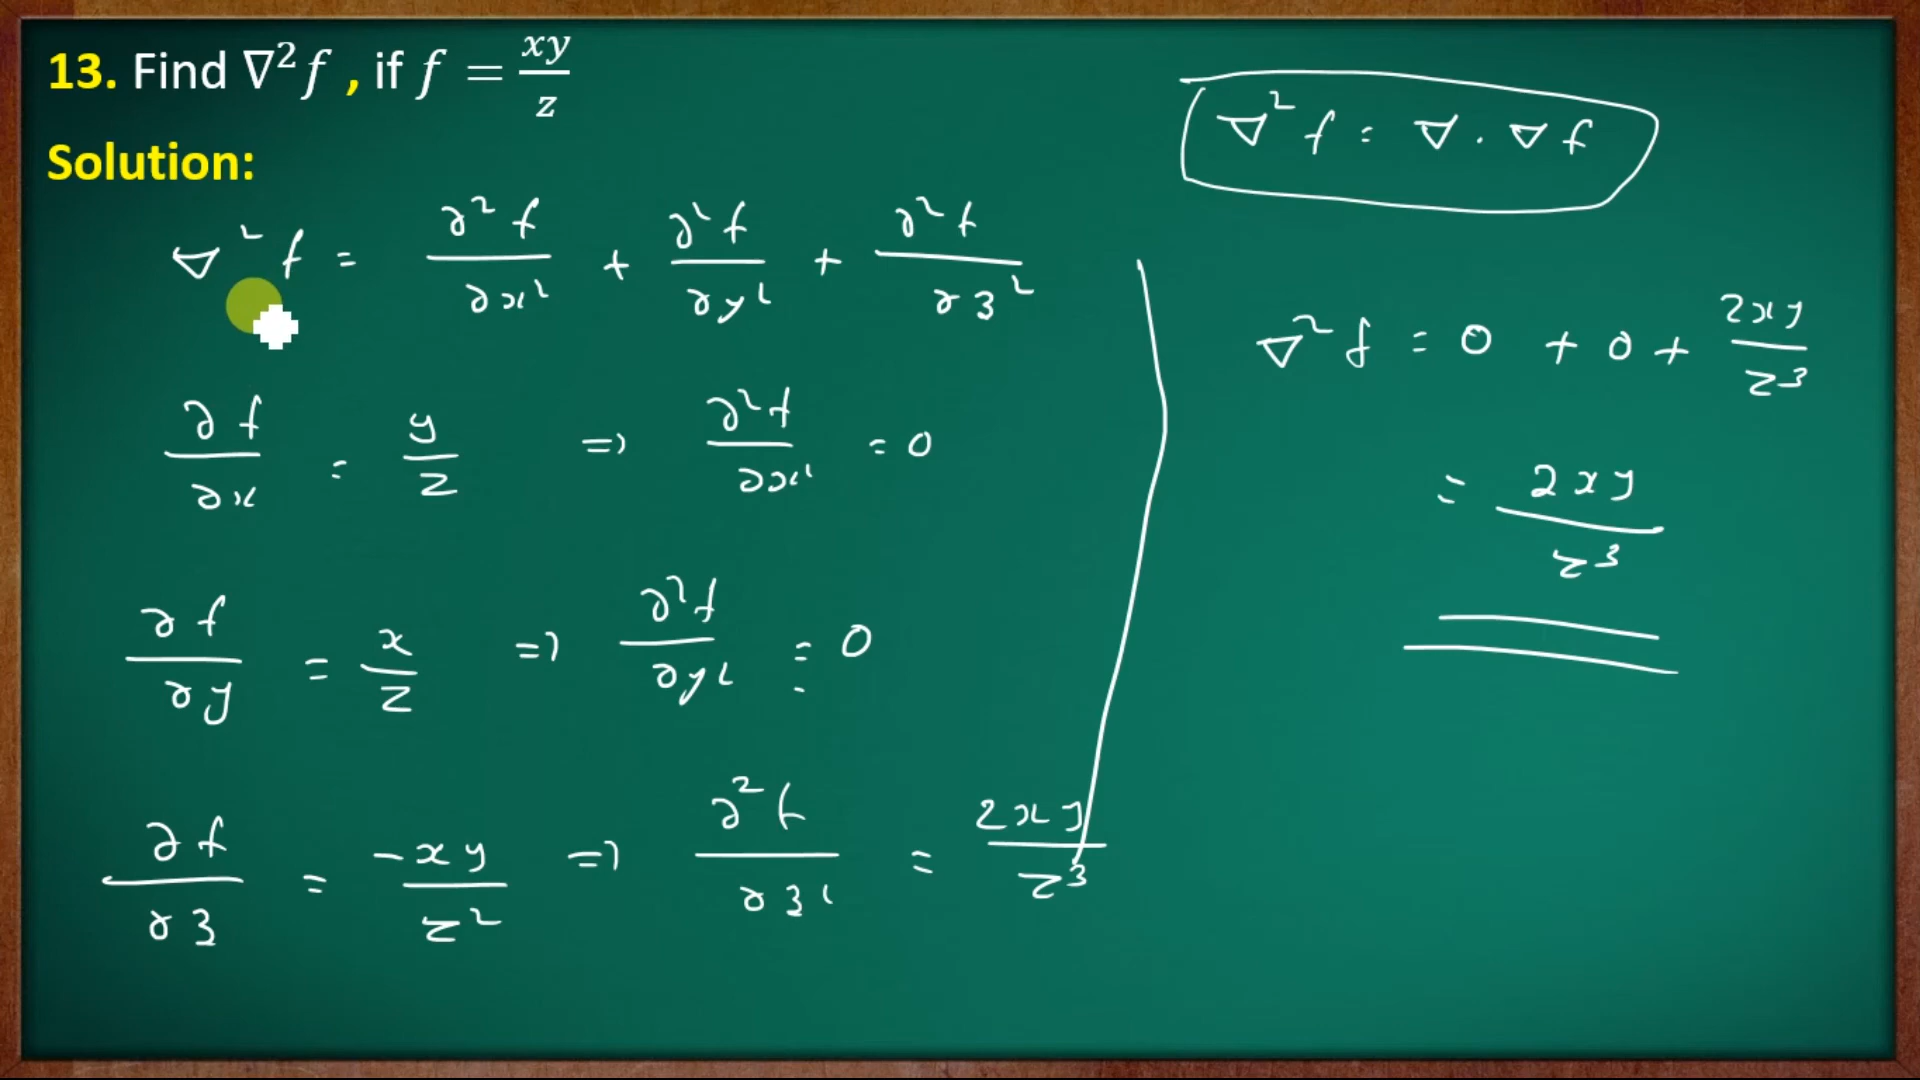 13. Find ∇²f , if f = xy/z
Solution:
∇²f = ∇ . ∇f
∇²f = ∂²f/∂x² + ∂²f/∂y² + ∂²f/∂z²
∂f/∂x = y/z => ∂²f/∂x² = 0
∂f/∂y = x/z => ∂²f/∂y² = 0
∂f/∂z = -xy/z² => ∂²f/∂z² = 2xy/z³
∇²f = 0 + 0 + 2xy/z³
= 2xy/z³